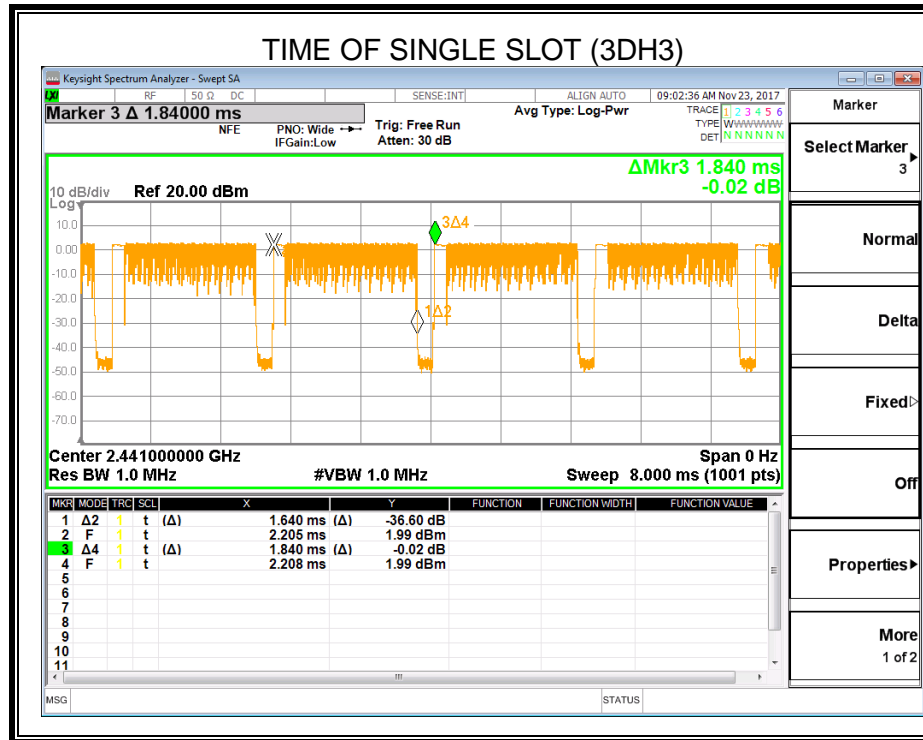 TIME OF SINGLE SLOT (3DH3)
Keysight Spectrum Analyzer - Swept SA
LXI RF 50 Ω DC SENSE:INT ALIGN AUTO 09:02:36 AM Nov 23, 2017
Marker 3 Δ 1.84000 ms
NFE
PNO: Wide
IFGain:Low
Trig: Free Run
Atten: 30 dB
Avg Type: Log-Pwr
TRACE 1 2 3 4 5 6
TYPE WWWWWW
DET N N N N N N
ΔMkr3 1.840 ms
-0.02 dB
10 dB/div Ref 20.00 dBm
Log
10.0
0.00
-10.0
-20.0
-30.0
-40.0
-50.0
-60.0
-70.0
3Δ4
1Δ2
Center 2.441000000 GHz Span 0 Hz
Res BW 1.0 MHz #VBW 1.0 MHz Sweep 8.000 ms (1001 pts)
MKR MODE TRC SCL X Y FUNCTION FUNCTION WIDTH FUNCTION VALUE
1 Δ2 1 t (Δ) 1.640 ms (Δ) -36.60 dB
2 F 1 t 2.205 ms 1.99 dBm
3 Δ4 1 t (Δ) 1.840 ms (Δ) -0.02 dB
4 F 1 t 2.208 ms 1.99 dBm
5
6
7
8
9
10
11
MSG STATUS
Marker
Select Marker
3
Normal
Delta
Fixed
Off
Properties
More
1 of 2